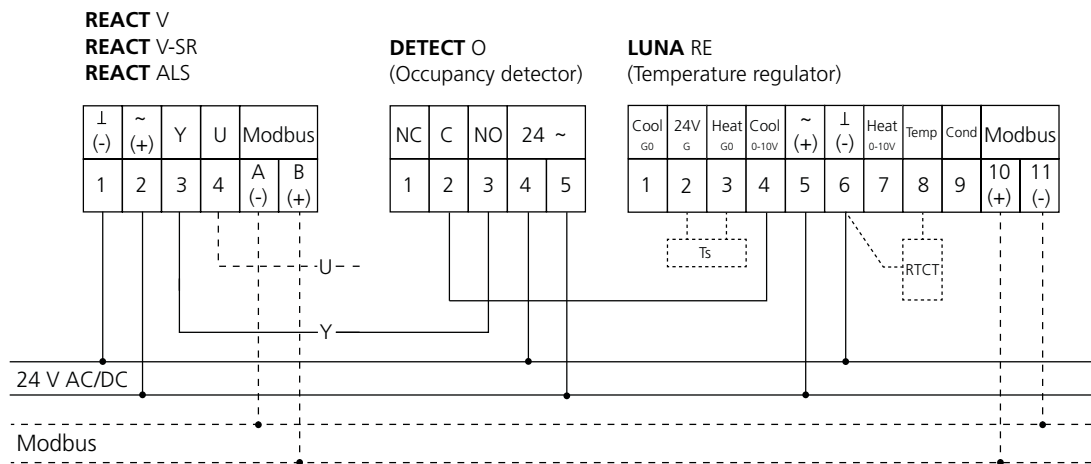 REACT V
REACT V-SR
REACT ALS
DETECT O
(Occupancy detector)
LUNA RE
(Temperature regulator)
⊥ (-) ~ (+) Y U Modbus
1 2 3 4 A (-) B (+)
NC C NO 24 ~
1 2 3 4 5
Cool G0 24V G Heat G0 Cool 0-10V ~ (+) ⊥ (-) Heat 0-10V Temp Cond Modbus
1 2 3 4 5 6 7 8 9 10 (+) 11 (-)
Ts
U
RTCT
Y
24 V AC/DC
Modbus